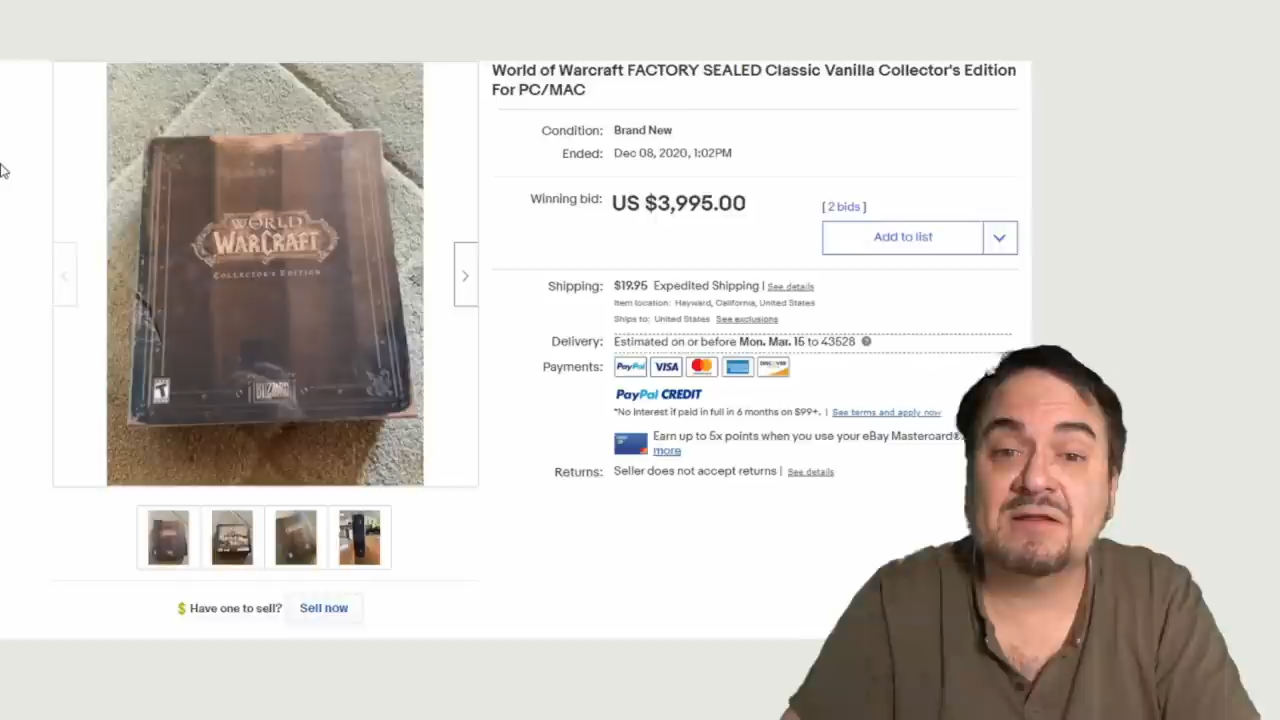 World of Warcraft FACTORY SEALED Classic Vanilla Collector's Edition
For PC/MAC
Condition: Brand New
Ended: Dec 08, 2020, 1:02PM
Winning bid: US $3,995.00
[ 2 bids ]
Add to list
Shipping: $19.95 Expedited Shipping | See details
Item location: Hayward, California, United States
Ships to: United States See exclusions
Delivery: Estimated on or before Mon. Mar. 15 to 43528
Payments: PayPal VISA MasterCard DISCOVER
PayPal CREDIT
*No Interest if paid in full in 6 months on $99+. | See terms and apply now
Earn up to 5x points when you use your eBay Mastercard®.
more
Returns: Seller does not accept returns | See details
WORLD
WARCRAFT
COLLECTOR'S EDITION
BLIZZARD
$ Have one to sell? Sell now